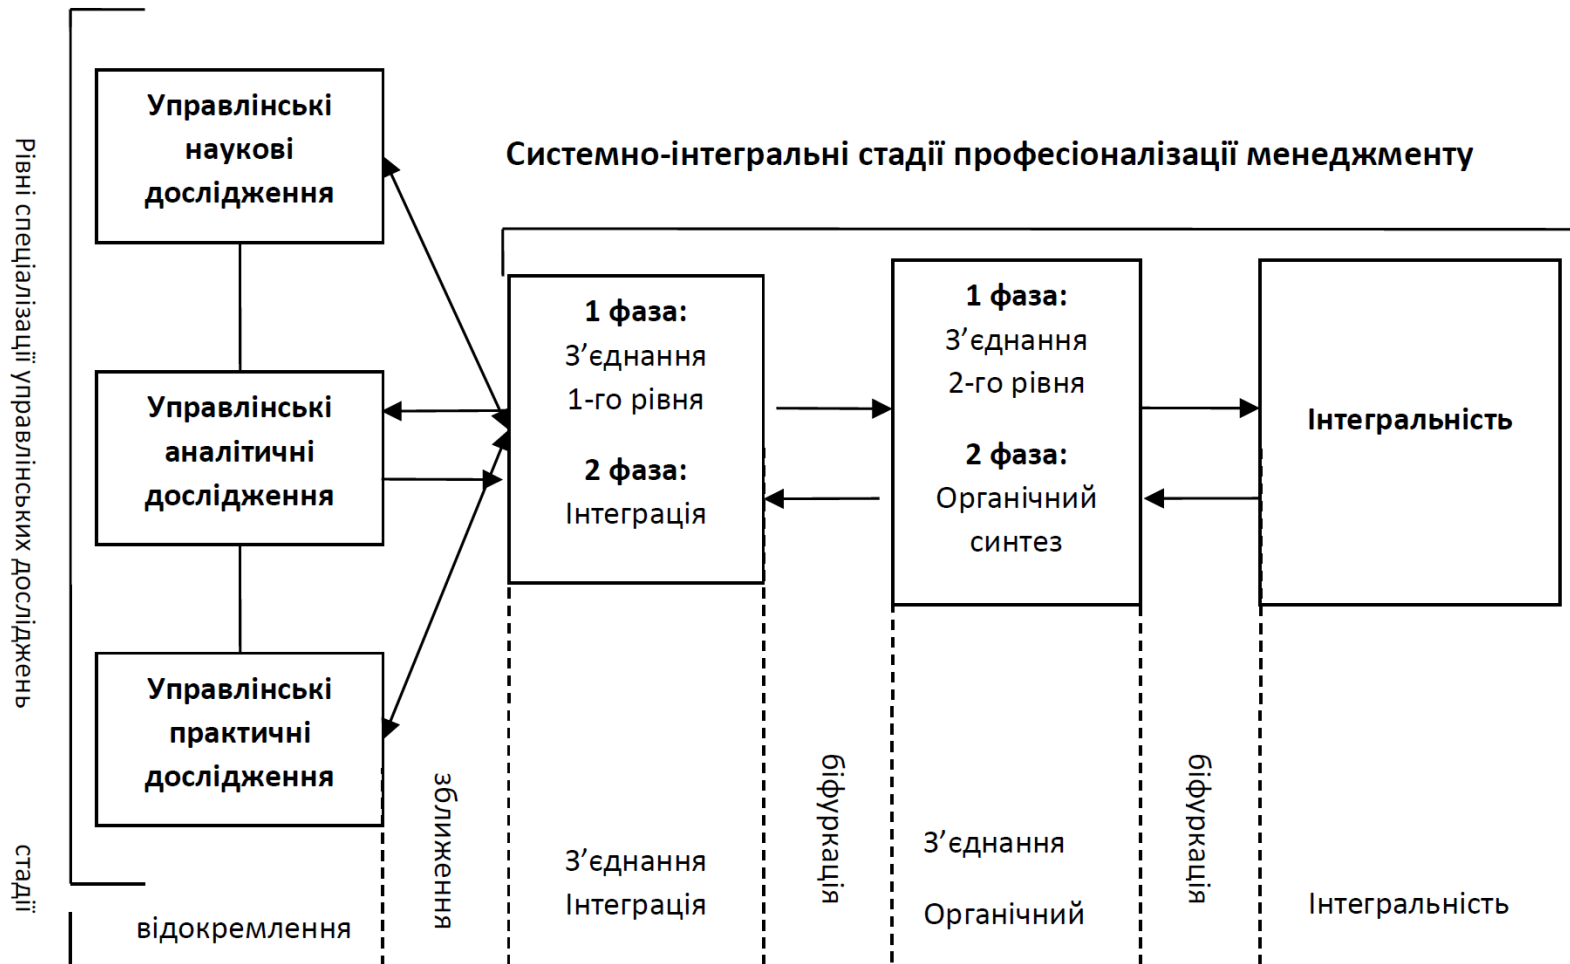 Рівні спеціалізації управлінських досліджень
стадії
Управлінські
наукові
дослідження
Управлінські
аналітичні
дослідження
Управлінські
практичні
дослідження
Системно-інтегральні стадії професіоналізації менеджменту
1 фаза:
З’єднання
1-го рівня
2 фаза:
Інтеграція
1 фаза:
З’єднання
2-го рівня
2 фаза:
Органічний
синтез
Інтегральність
відокремлення
зближення
З’єднання
Інтеграція
біфуркація
З’єднання
Органічний
біфуркація
Інтегральність